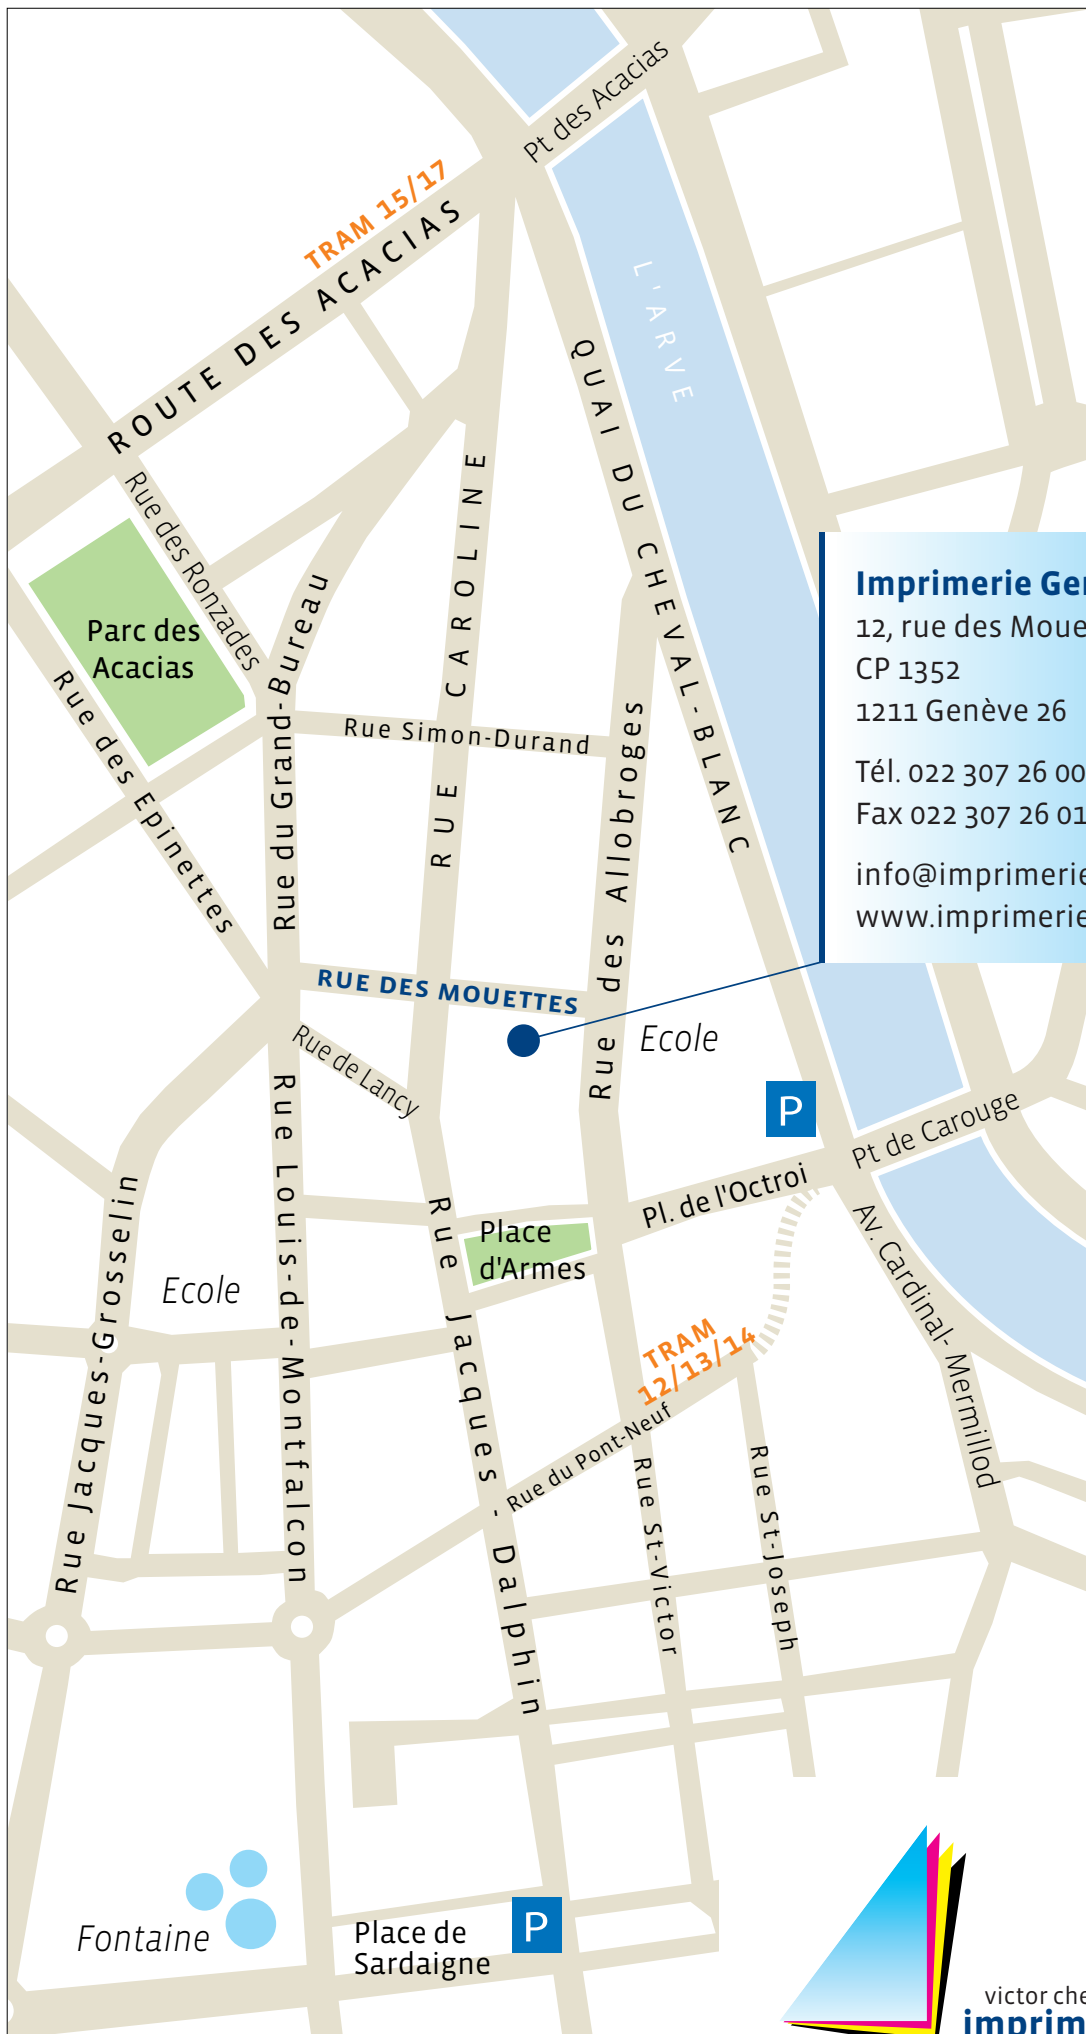 Pt des Acacias
TRAM 15/17
ROUTE DES ACACIAS
L'ARVE
QUAI DU CHEVAL-BLANC
Rue des Ronzades
RUE CAROLINE
Parc des
Acacias
Rue du Grand-Bureau
Rue des Epinettes
Rue Simon-Durand
Rue des Allobroges
Imprimerie
12, rue des
CP 1352
1211 Genève 26
Tél. 022 307 26 00
Fax 022 307 26 01
info@imprimerie
www.imprimerie
RUE DES MOUETTES
Ecole
Rue de Lancy
P
Pt de Carouge
Pl. de l'Octroi
Rue Louis-de-Montfalcon
Rue Jacques-Grosselin
Rue Jacques-Dalphin
Place
d'Armes
Av. Cardinal-Mermillod
Ecole
TRAM
12/13/14
Rue du Pont-Neuf
Rue St-Victor
Rue St-Joseph
Fontaine
Place de
Sardaigne
P
victor